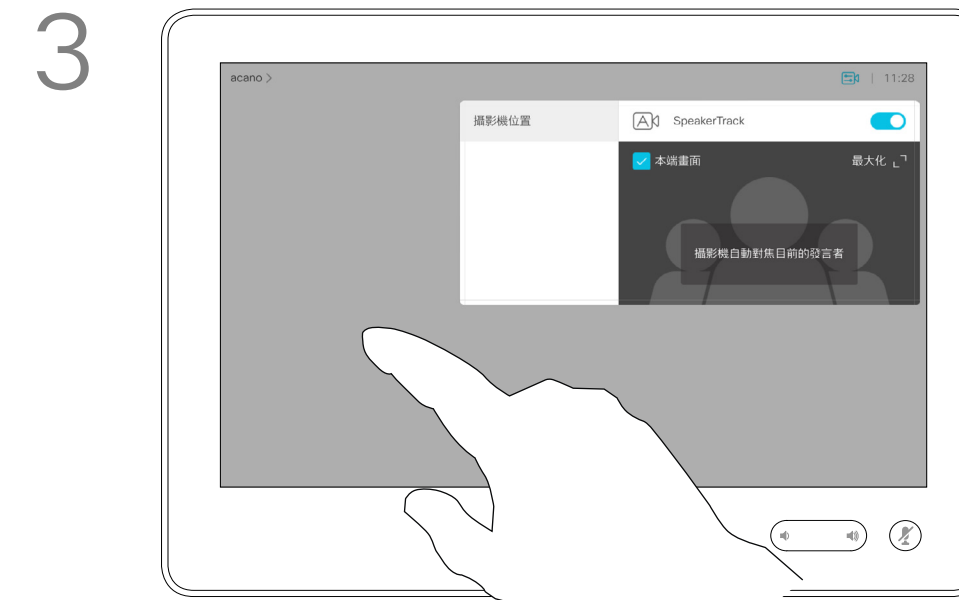 3
acano >
11:28
攝影機位置
SpeakerTrack
本端畫面
最大化
攝影機自動對焦目前的發言者